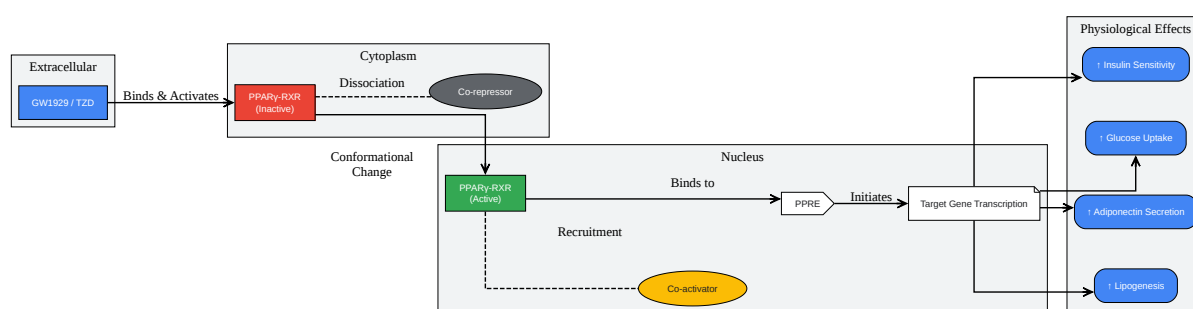 Extracellular
GW1929 / TZD
Binds & Activates
Cytoplasm
PPARγ-RXR
(Inactive)
Dissociation
Co-repressor
Conformational
Change
Nucleus
PPARγ-RXR
(Active)
Binds to
PPRE
Initiates
Target Gene Transcription
Recruitment
Co-activator
Physiological Effects
↑ Insulin Sensitivity
↑ Glucose Uptake
↑ Adiponectin Secretion
↑ Lipogenesis